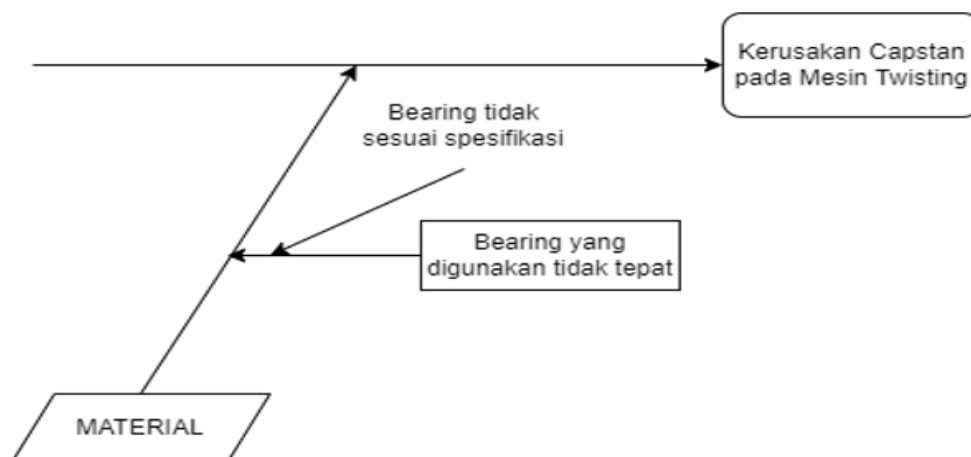 Kerusakan Capstan
pada Mesin Twisting
Bearing tidak
sesuai spesifikasi
Bearing yang
digunakan tidak tepat
MATERIAL